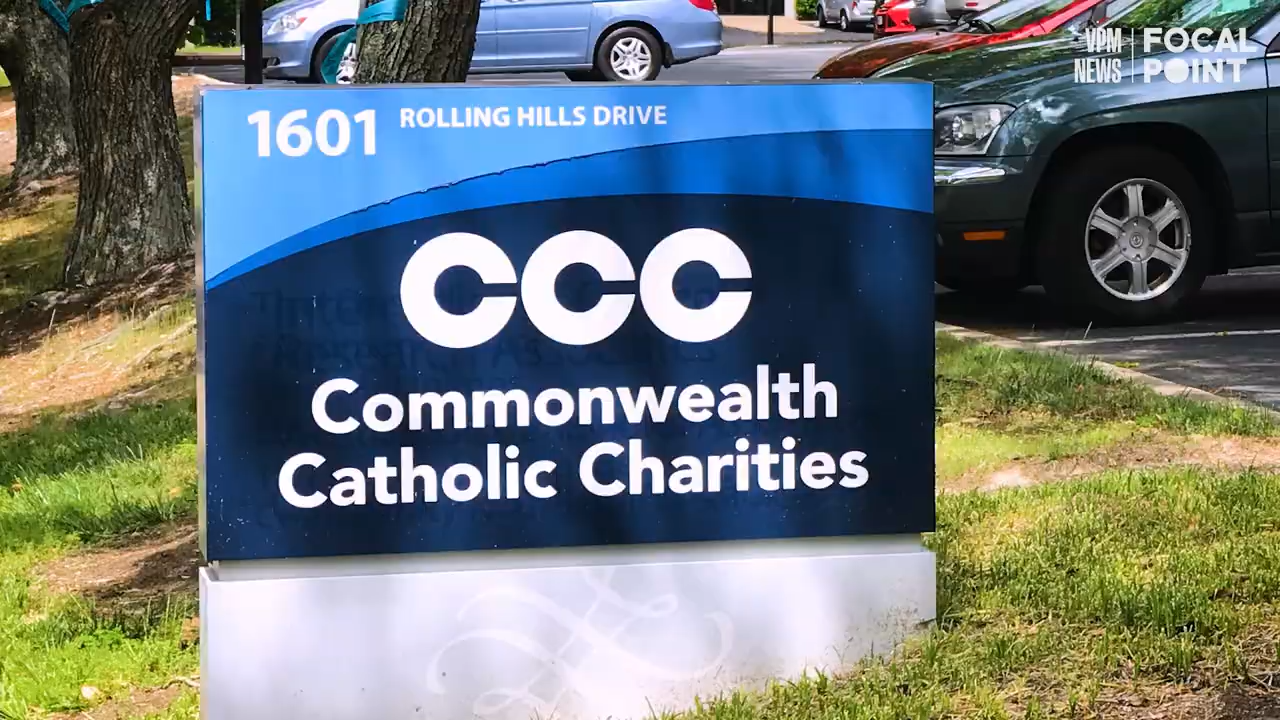 VPM NEWS
FOCAL POINT
1601 ROLLING HILLS DRIVE
CCC
Commonwealth
Catholic Charities